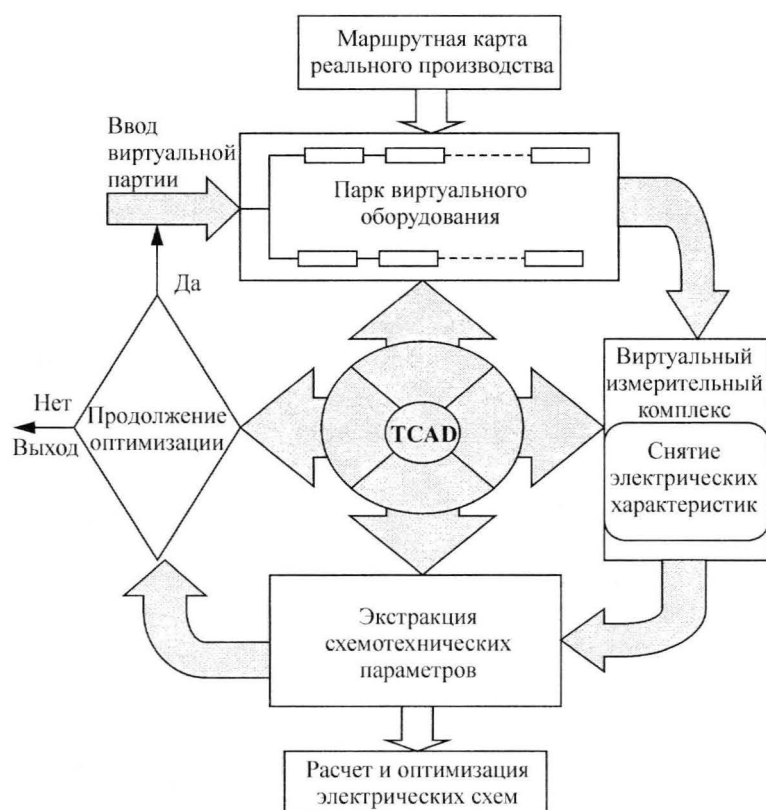 Маршрутная карта
реального производства
Ввод
виртуальной
партии
Парк виртуального
оборудования
Да
Виртуальный
измерительный
комплекс
Нет
Выход
Продолжение
оптимизации
TCAD
Снятие
электрических
характеристик
Экстракция
схемотехнических
параметров
Расчет и оптимизация
электрических схем